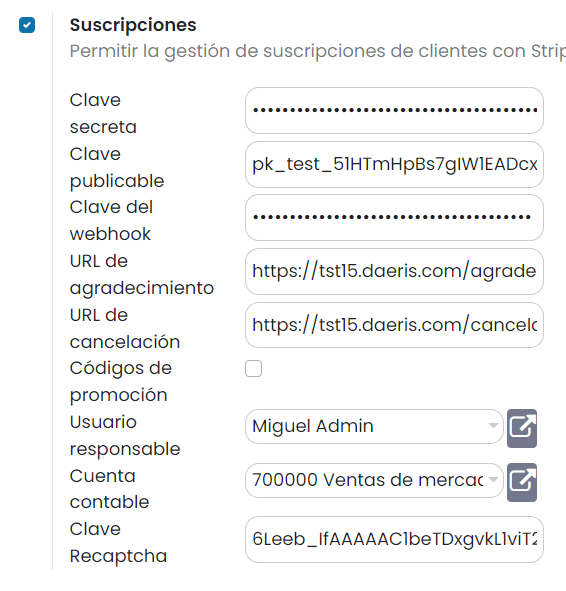 Suscripciones
Permitir la gestión de suscripciones de clientes con Strip
Clave
secreta
••••••••••••••••••••••••••••••••••••••
Clave
publicable
pk_test_51HTmHpBs7gIW1EADcx
Clave del
webhook
••••••••••••••••••••••••••••••••••••••
URL de
agradecimiento
https://tst15.daeris.com/agrade
URL de
cancelación
https://tst15.daeris.com/cancelc
Códigos de
promoción
Usuario
responsable
Miguel Admin
Cuenta
contable
700000 Ventas de mercac
Clave
Recaptcha
6Leeb_IfAAAAAC1beTDxgvkL1viT2